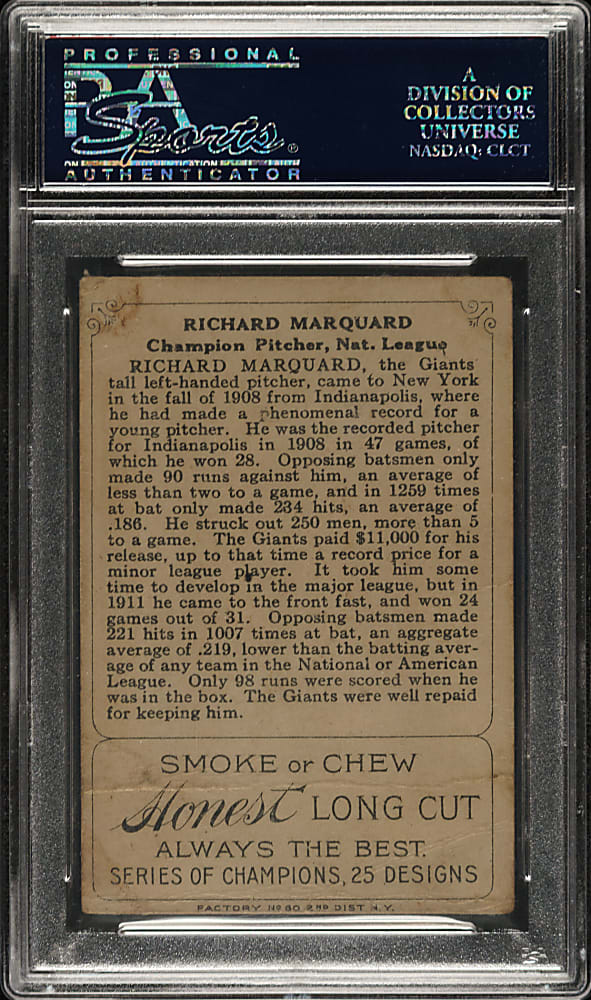 PROFESSIONAL
PSA
Sports®
AUTHENTICATOR
A
DIVISION OF
COLLECTORS
UNIVERSE
NASDAQ: CLCT
RICHARD MARQUARD
Champion Pitcher, Nat. League
RICHARD MARQUARD, the Giants
tall left-handed pitcher, came to New York
in the fall of 1908 from Indianapolis, where
he had made a phenomenal record for a
young pitcher. He was the recorded pitcher
for Indianapolis in 1908 in 47 games, of
which he won 28. Opposing batsmen only
made 90 runs against him, an average of
less than two to a game, and in 1259 times
at bat only made 234 hits, an average of
.186. He struck out 250 men, more than 5
to a game. The Giants paid $11,000 for his
release, up to that time a record price for a
minor league player. It took him some
time to develop in the major league, but in
1911 he came to the front fast, and won 24
games out of 31. Opposing batsmen made
221 hits in 1007 times at bat, an aggregate
average of .219, lower than the batting aver-
age of any team in the National or American
League. Only 98 runs were scored when he
was in the box. The Giants were well repaid
for keeping him.
SMOKE or CHEW
Honest LONG CUT
ALWAYS THE BEST.
SERIES OF CHAMPIONS, 25 DESIGNS
FACTORY Nº 30 2ND DIST N.Y.